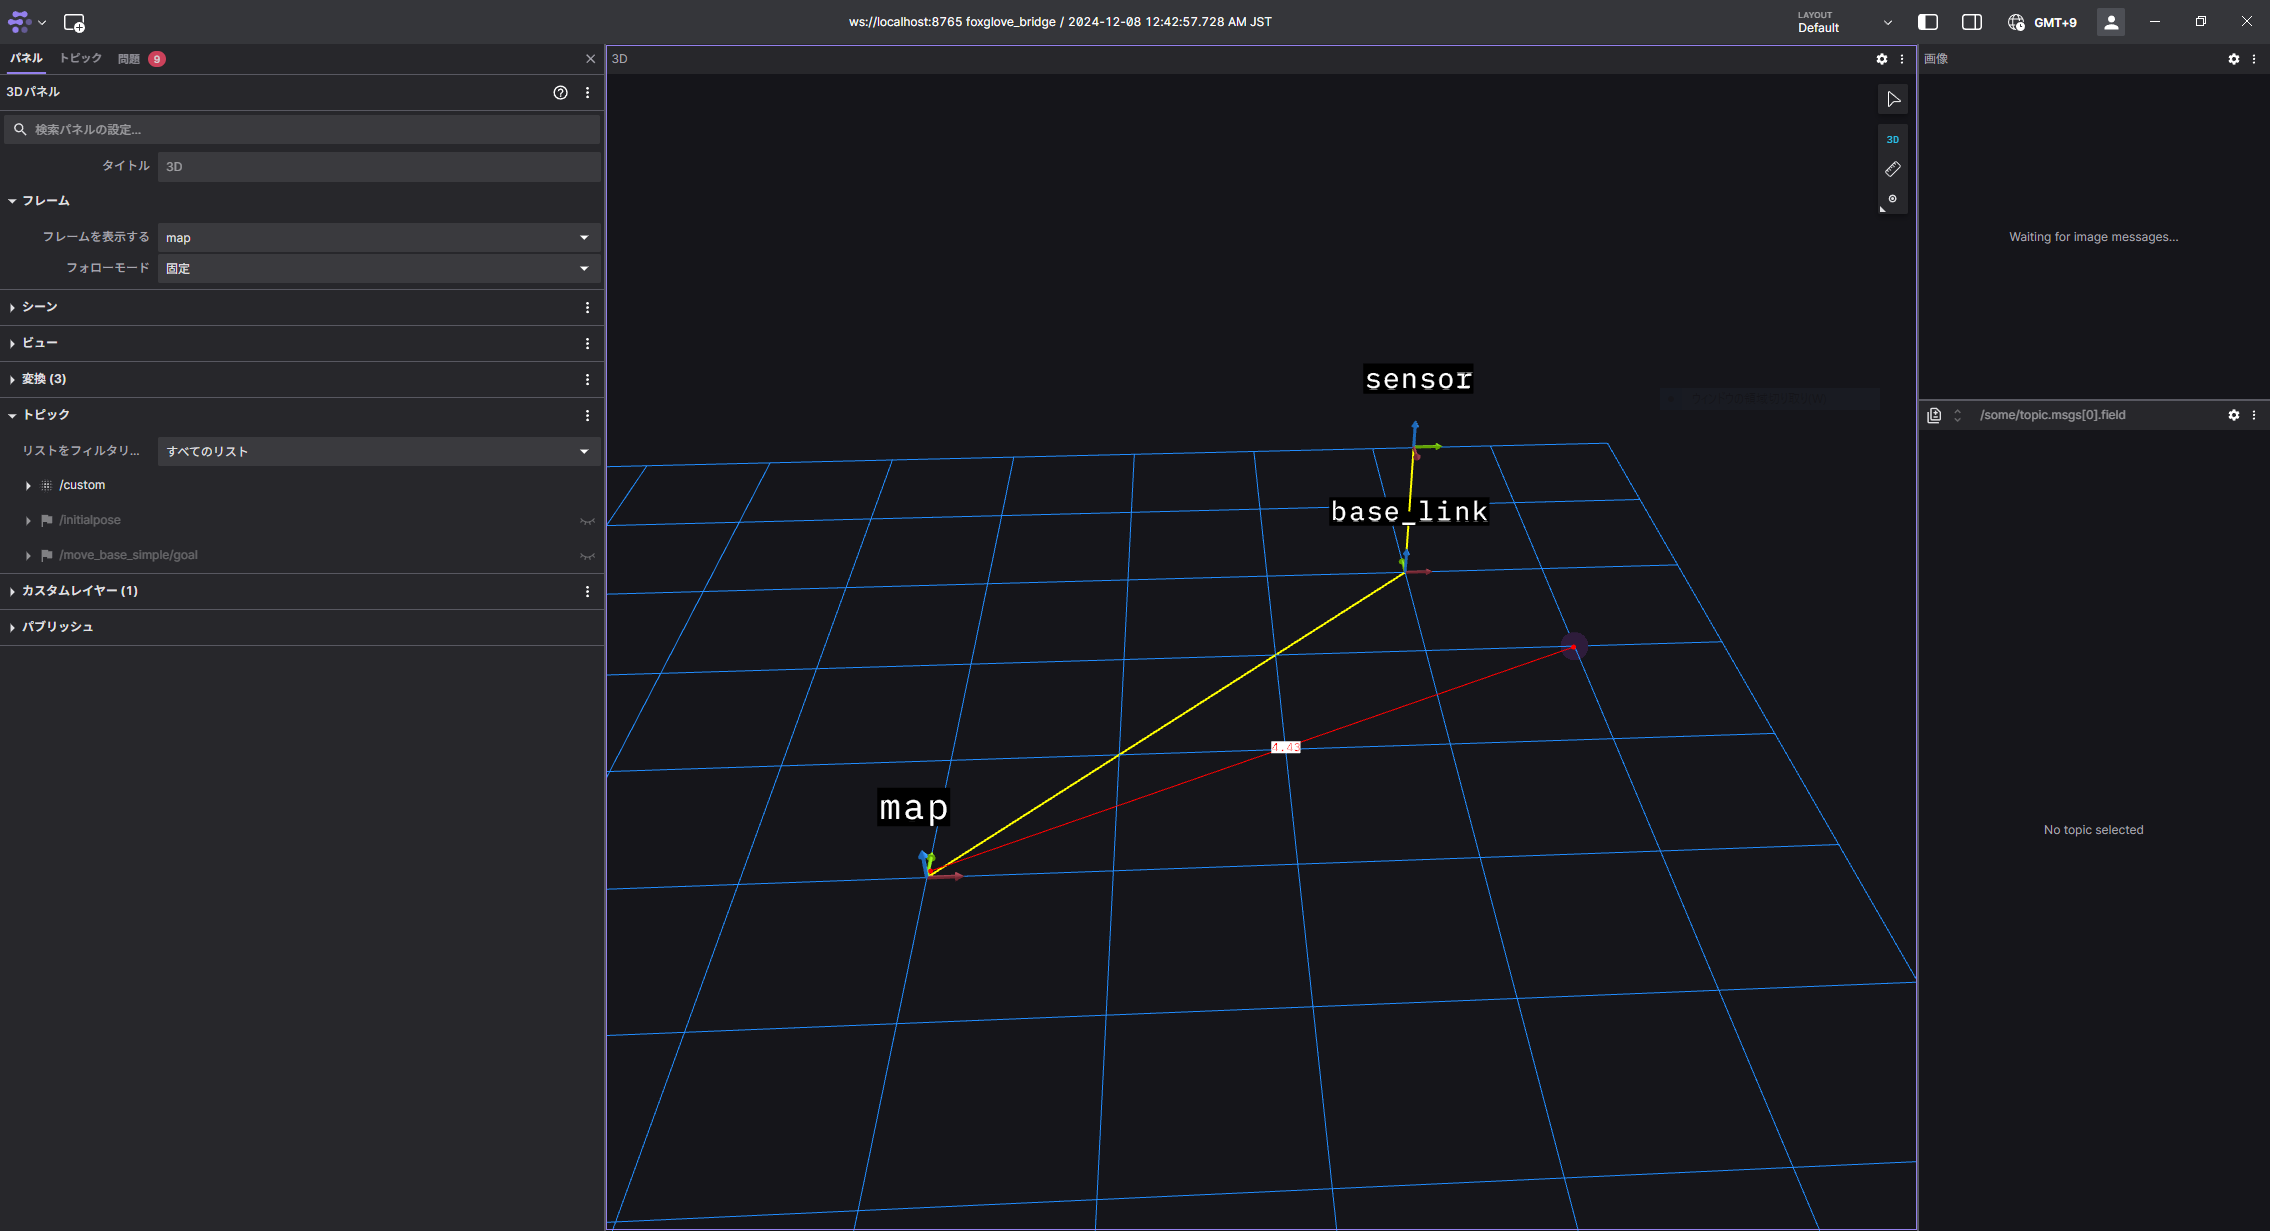 ws://localhost:8765 foxglove_bridge / 2024-12-08 12:42:57.728 AM JST
LAYOUT
Default
GMT+9
パネル
トピック
問題
9
3Dパネル
検索パネルの設定...
タイトル
3D
フレーム
フレームを表示する
map
フォローモード
固定
シーン
ビュー
変換 (3)
トピック
リストをフィルタリ...
すべてのリスト
/custom
/initialpose
/move_base_simple/goal
カスタムレイヤー (1)
パブリッシュ
3D
3D
sensor
base_link
4.43
map
画像
Waiting for image messages...
/some/topic.msgs[0].field
No topic selected